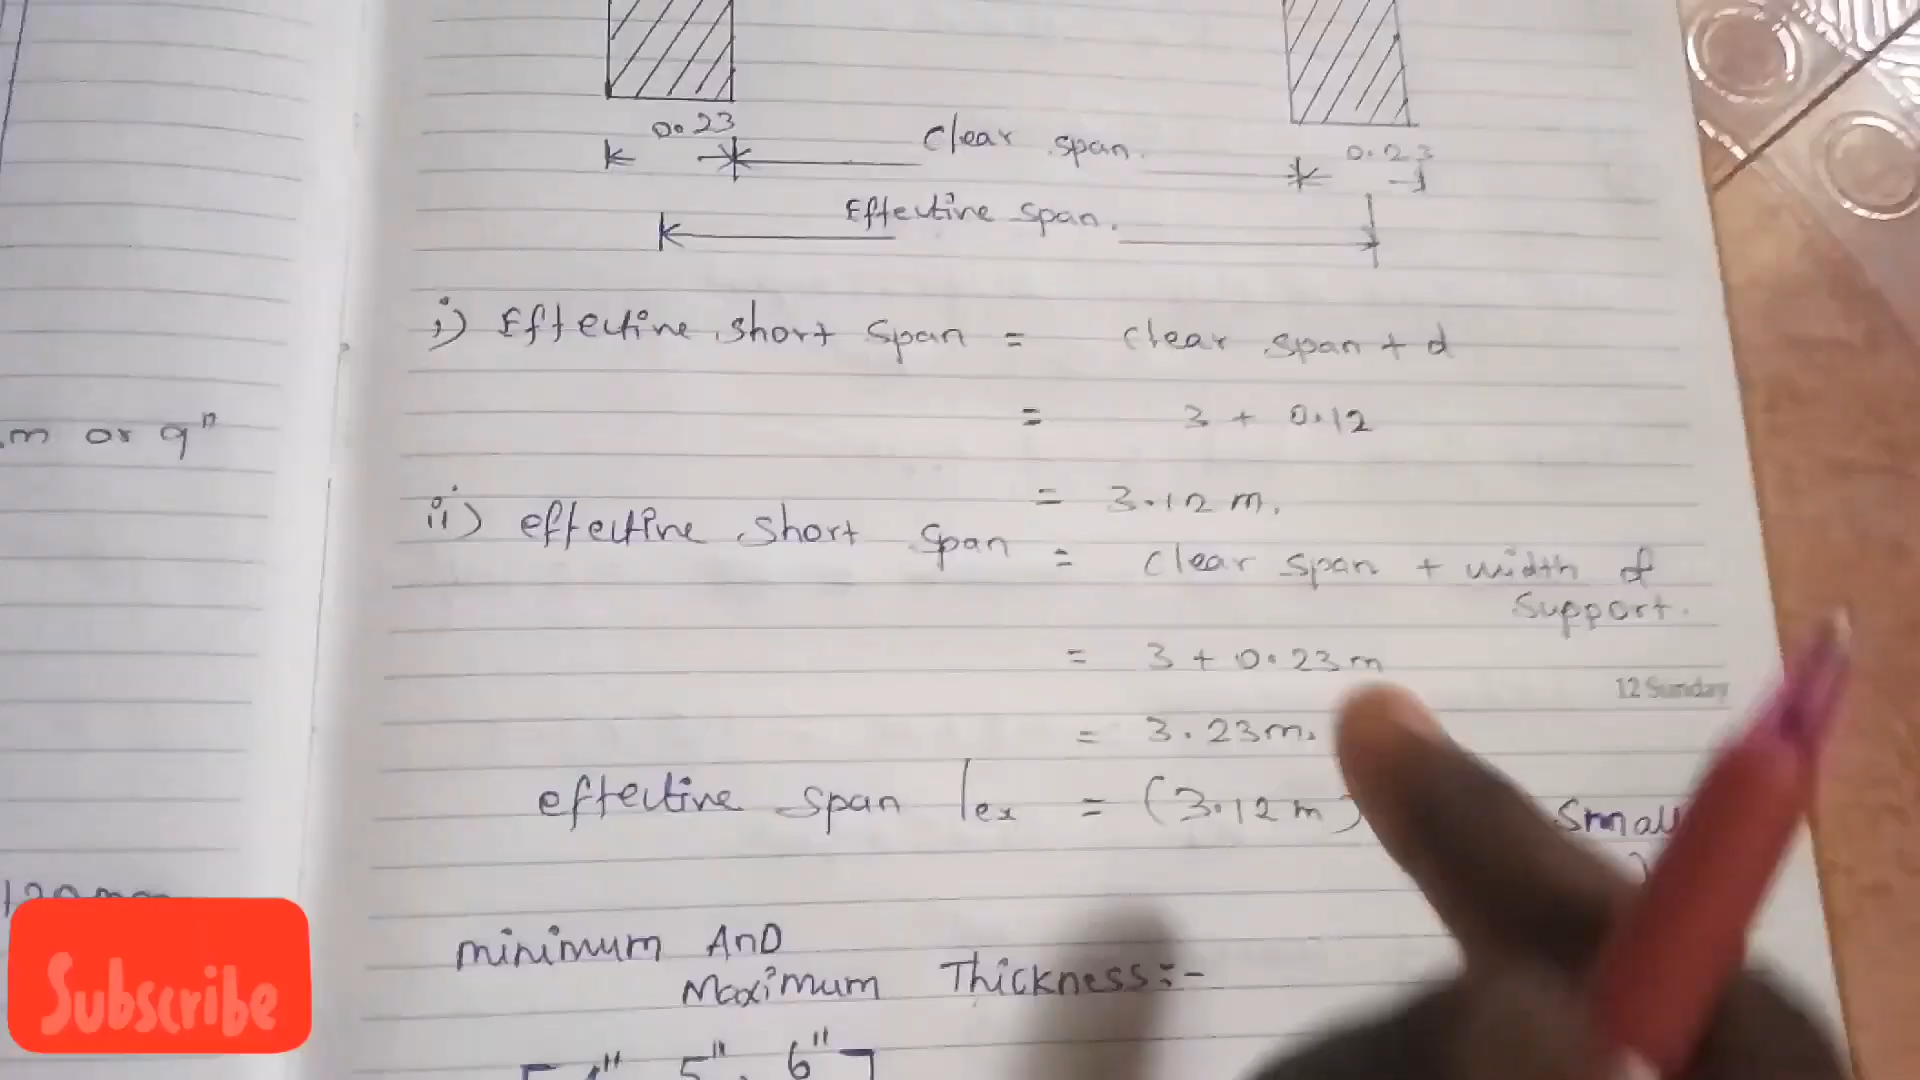 0.23
clear span.
0.23
Effective span.
i) Effective short span = clear span + d
= 3 + 0.12
= 3.12 m.
ii) effective short span = clear span + width of
support.
= 3 + 0.23 m
12 Sunday
= 3.23m.
effective span lex = (3.12 m)
minimum AND
Maximum Thickness:-
5" 6"
m or 9"
Subscribe